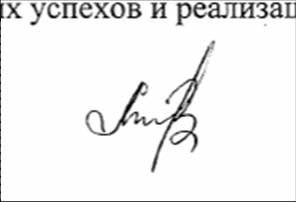 их успехов и реализац